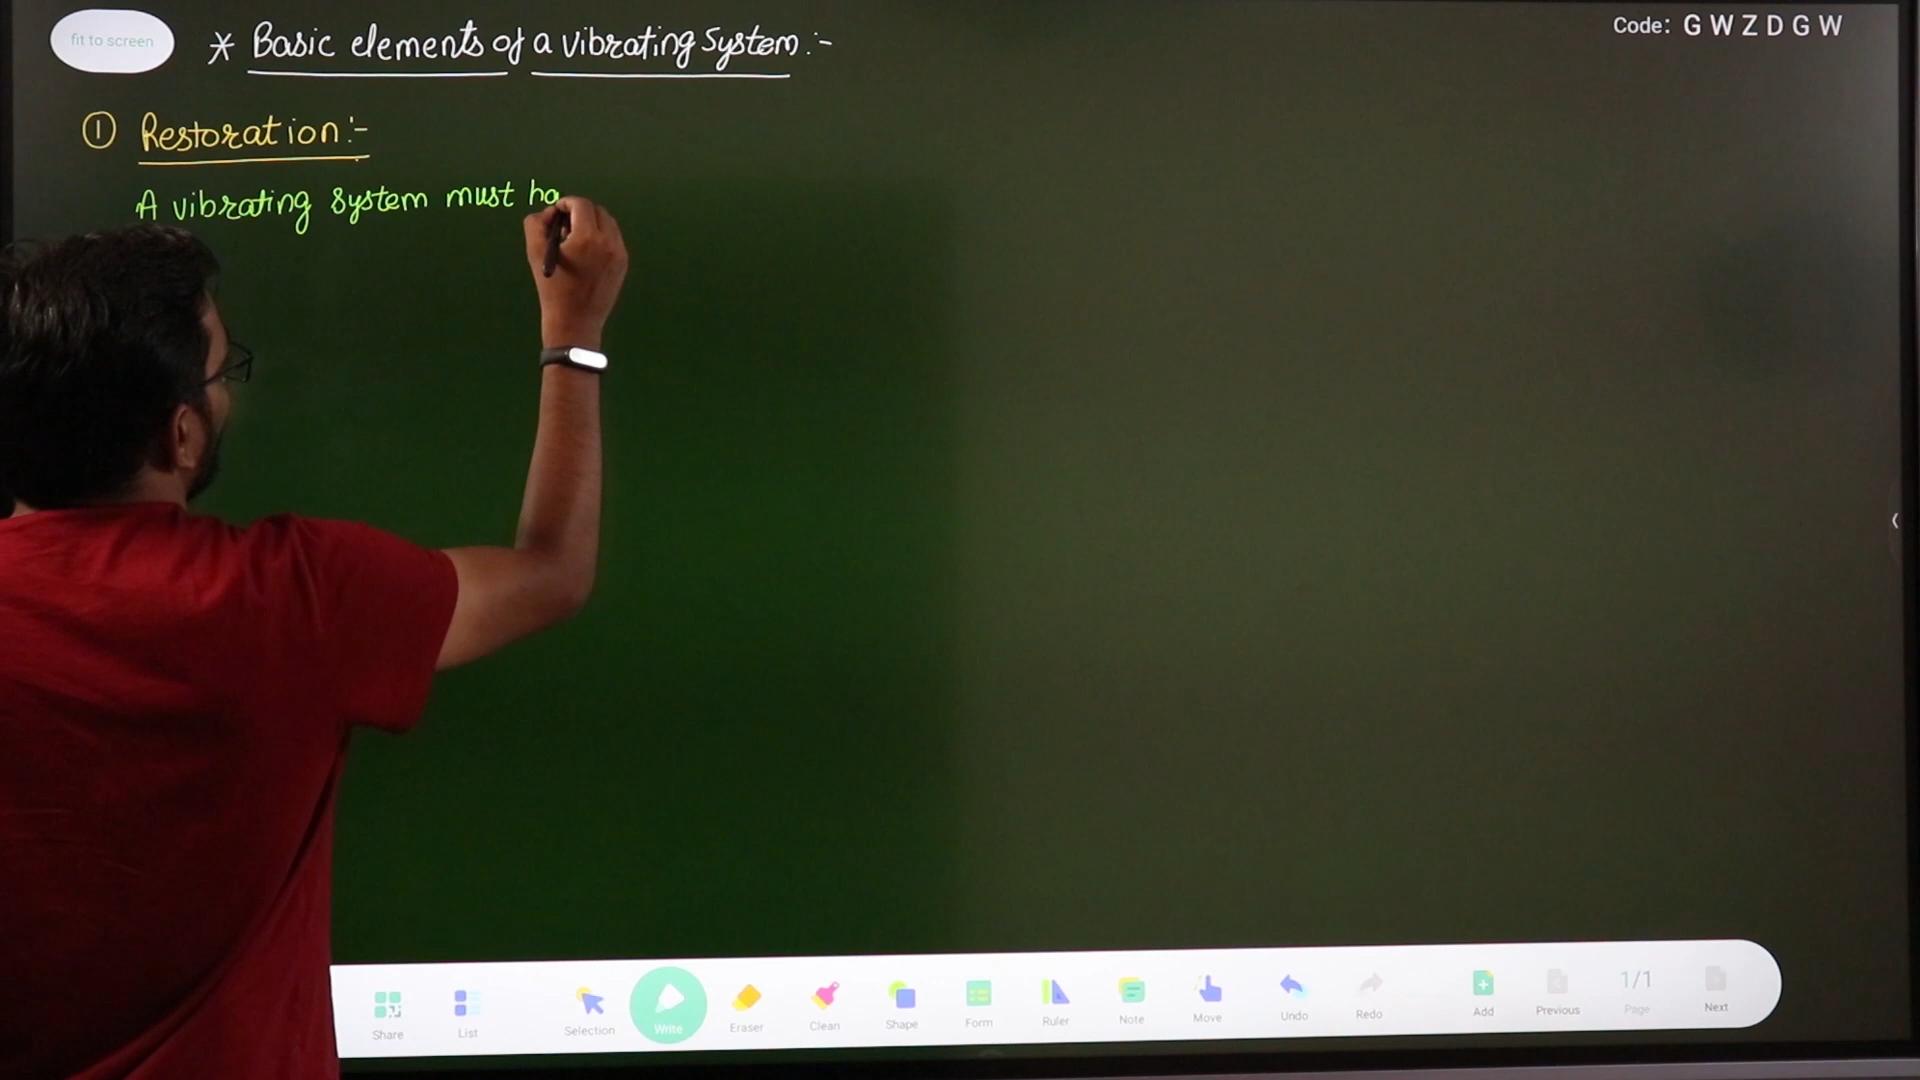 fit to screen
Code: GWZDGW
* Basic elements of a vibrating system :-
① Restoration :-
A vibrating system must ha
Share
List
Selection
Write
Eraser
Clean
Shape
Form
Ruler
Note
Move
Undo
Redo
Add
Previous
1/1
Page
Next